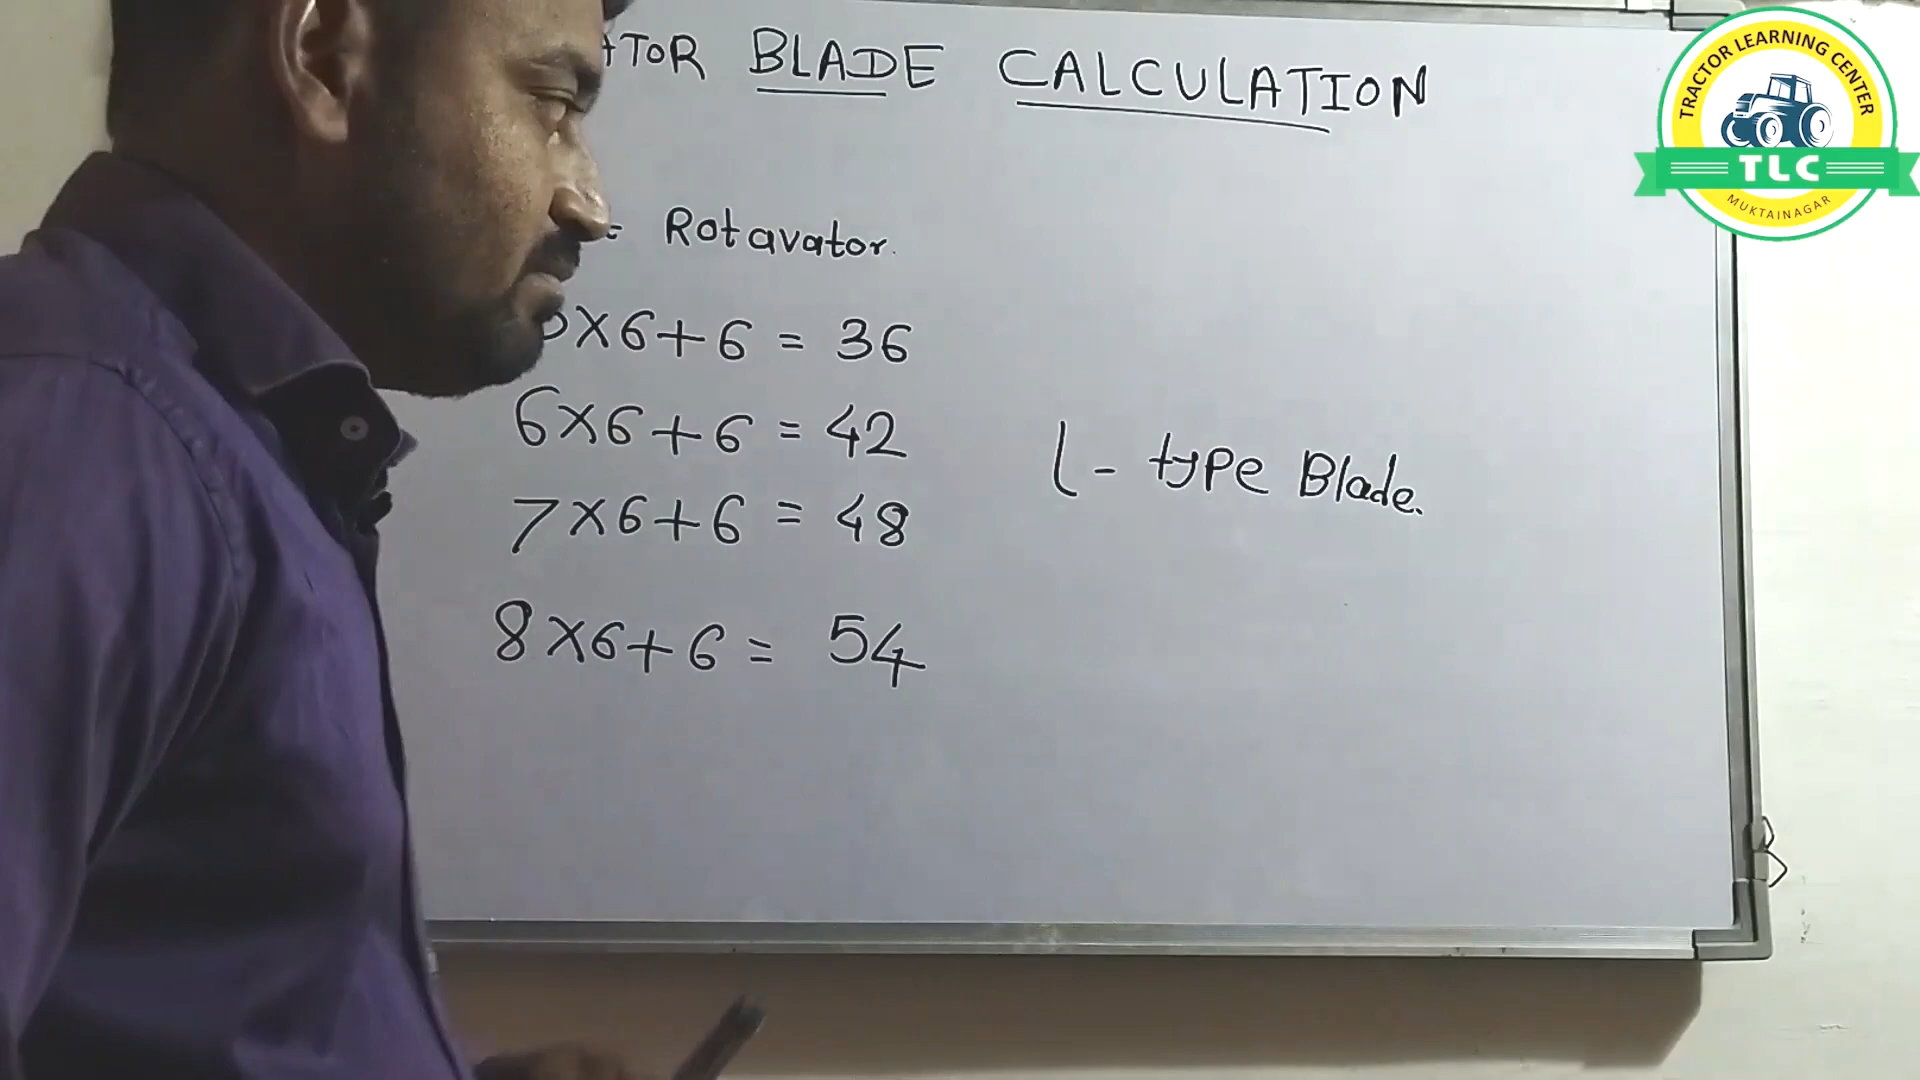 BLADE CALCULATION
= Rotavator.
X6+6 = 36
6X6+6 = 42
7X6+6 = 48
8X6+6 = 54
L- type Blade.
TRACTOR LEARNING CENTER
TLC
MUKTAINAGAR